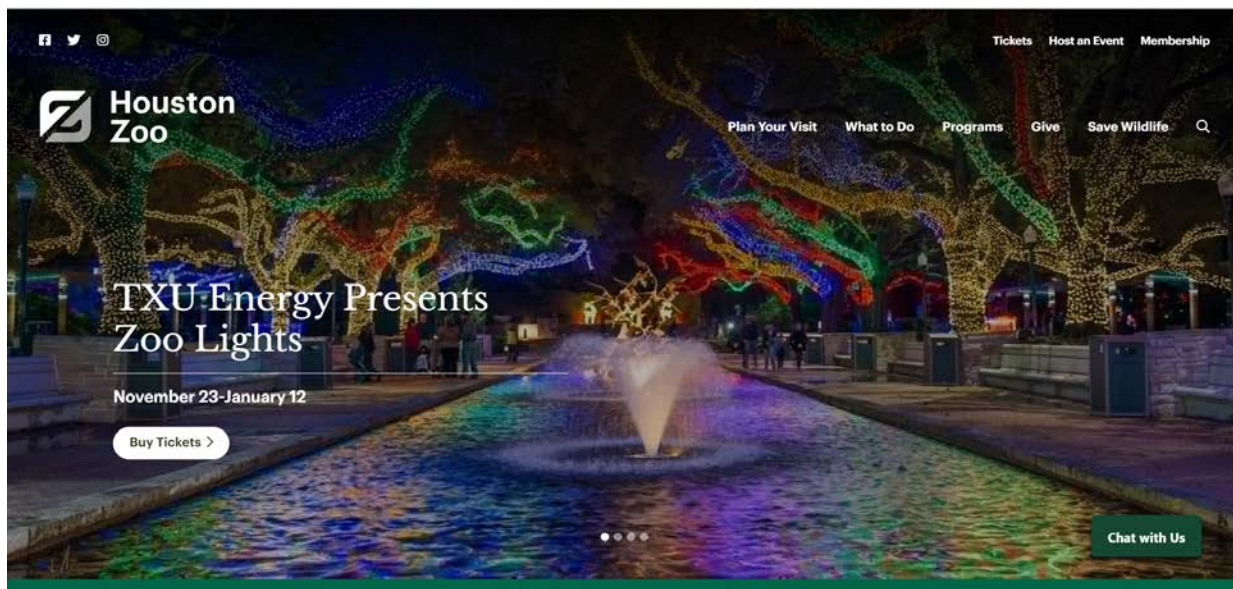 Tickets Host an Event Membership
Houston
Zoo
Plan Your Visit What to Do Programs Give Save Wildlife
TXU Energy Presents
Zoo Lights
November 23-January 12
Buy Tickets >
Chat with Us